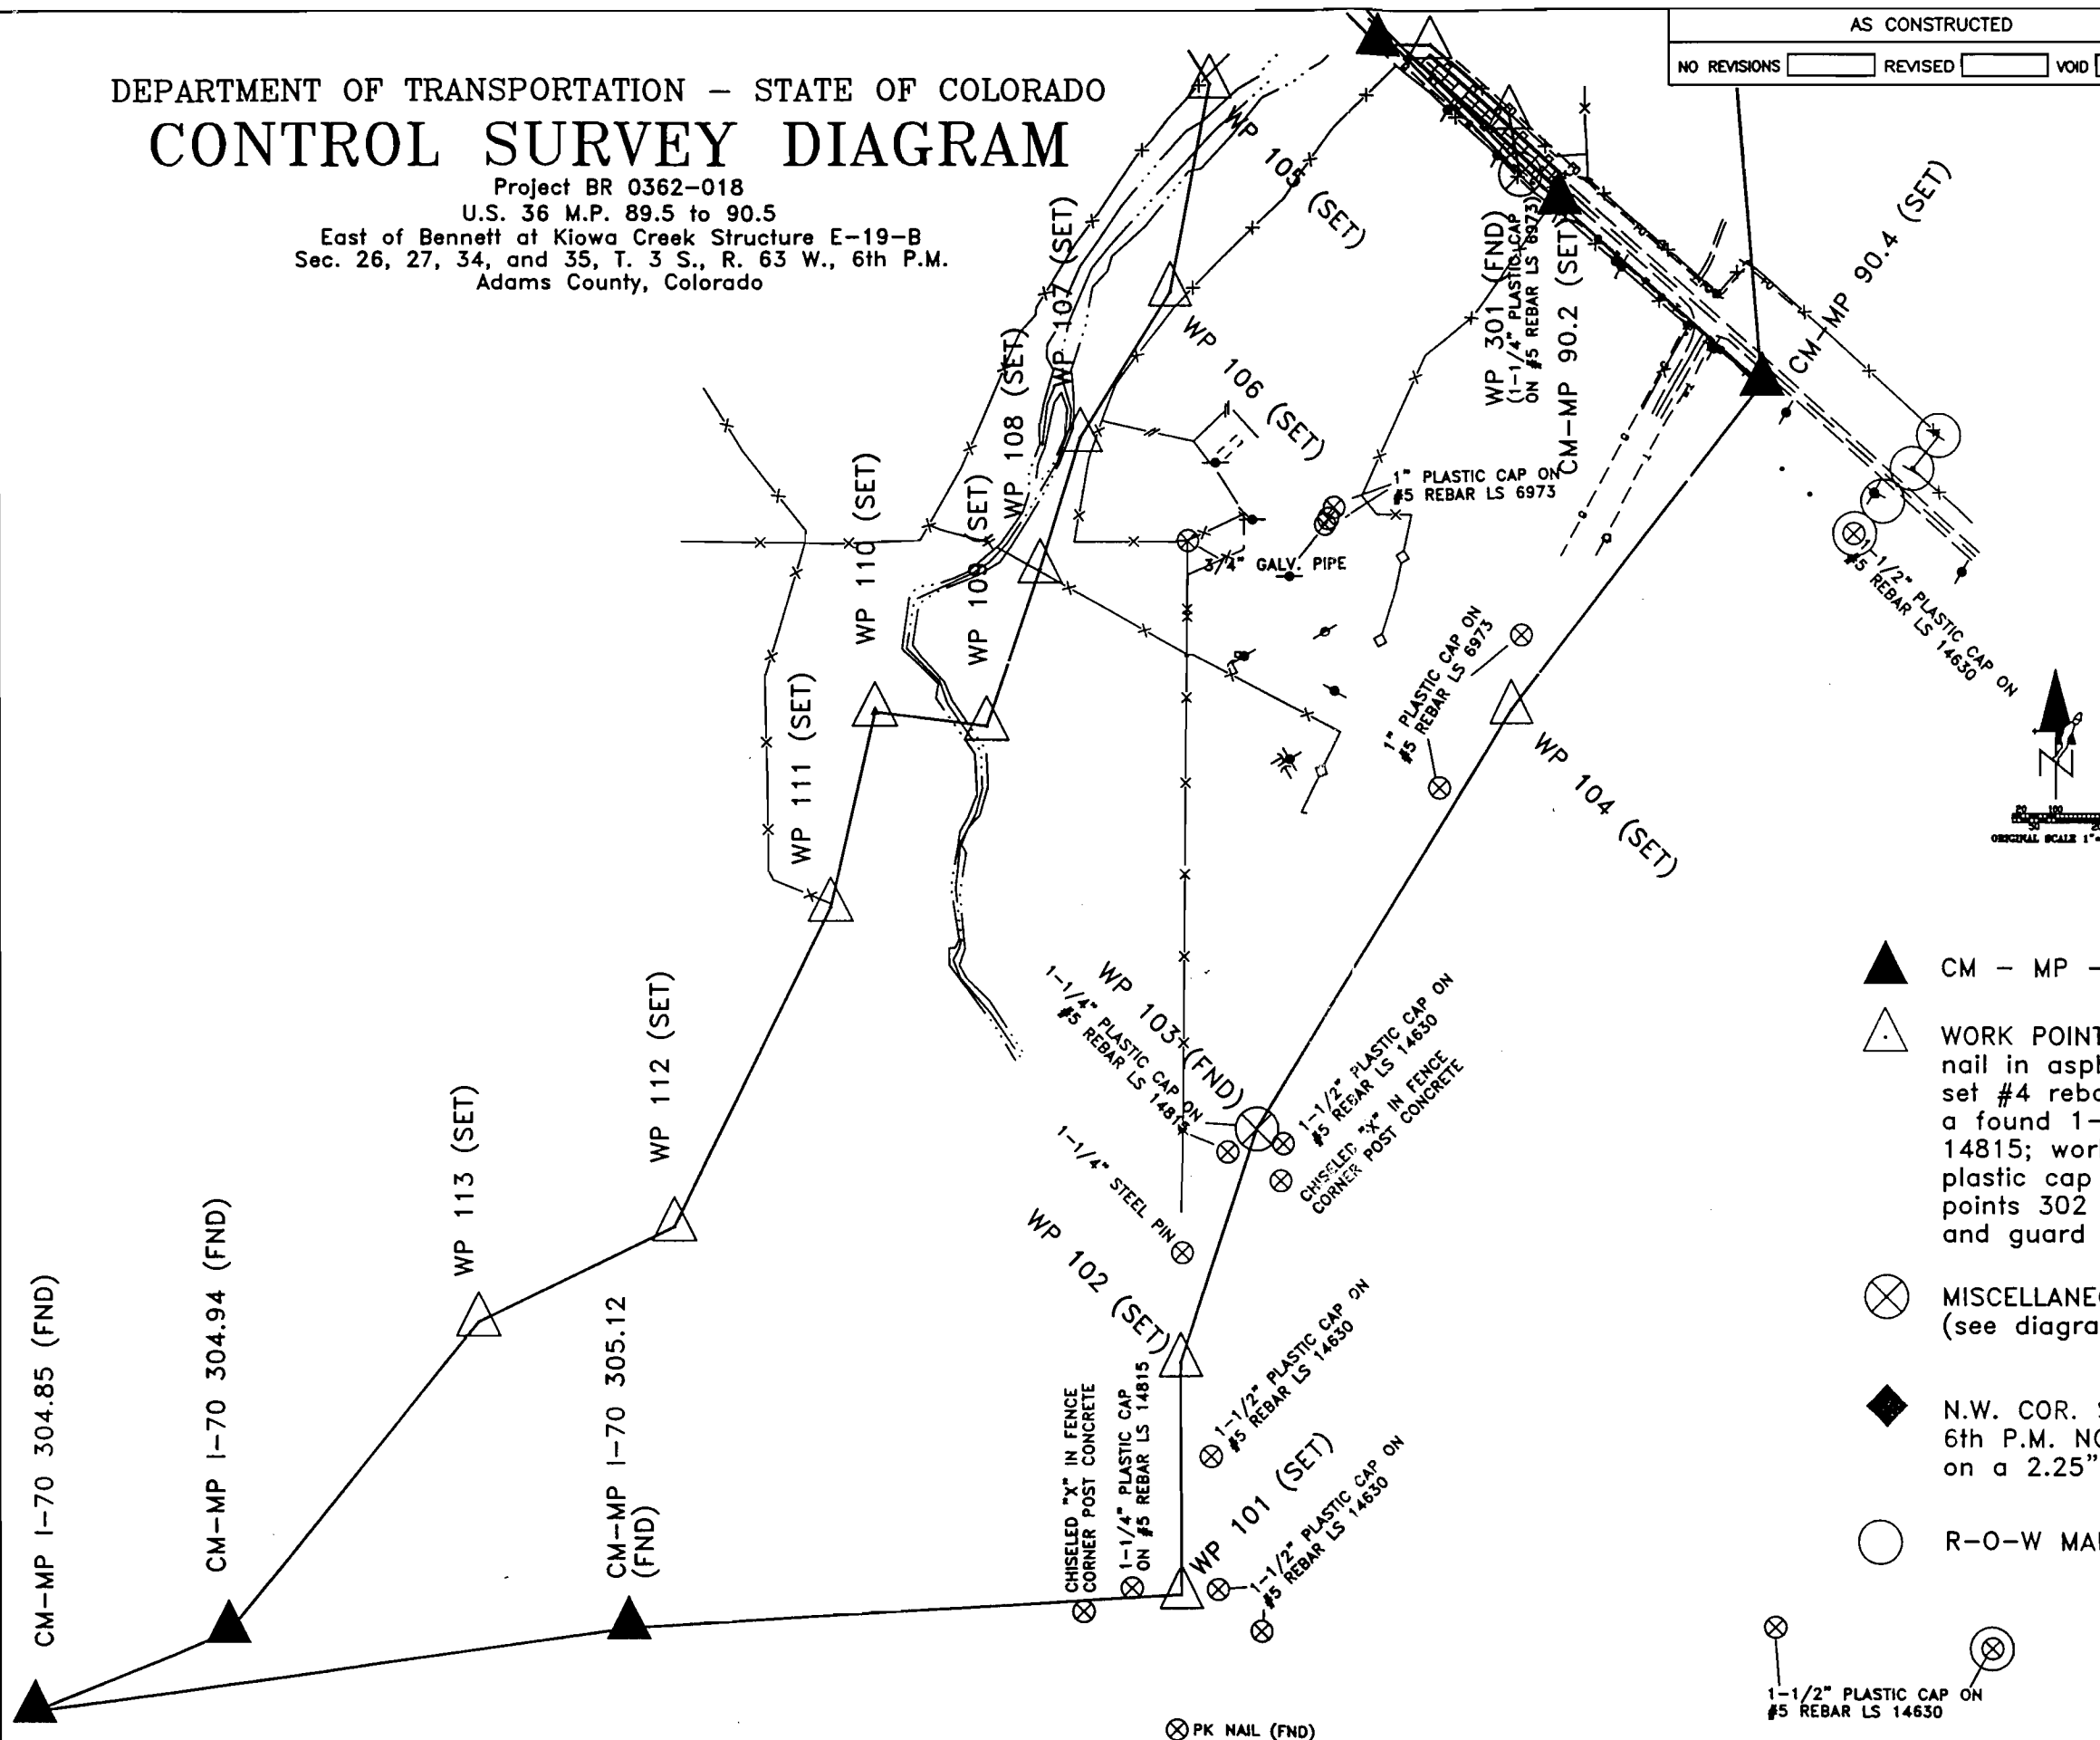 AS CONSTRUCTED
NO REVISIONS
REVISED
VOID
DEPARTMENT OF TRANSPORTATION – STATE OF COLORADO
CONTROL SURVEY DIAGRAM
Project BR 0362-018
U.S. 36 M.P. 89.5 to 90.5
East of Bennett at Kiowa Creek Structure E-19-B
Sec. 26, 27, 34, and 35, T. 3 S., R. 63 W., 6th P.M.
Adams County, Colorado
WP 105 (SET)
WP 106 (SET)
WP 107 (SET)
WP 108 (SET)
WP 109 (SET)
WP 110 (SET)
WP 111 (SET)
WP 112 (SET)
WP 113 (SET)
WP 301 (FND)
(1-1/4" PLASTIC CAP
ON #5 REBAR LS 6973)
CM-MP 90.2 (SET)
CM-MP 90.4 (SET)
1" PLASTIC CAP ON
#5 REBAR LS 6973
3/4" GALV. PIPE
1" PLASTIC CAP ON
#5 REBAR LS 6973
1-1/2" PLASTIC CAP ON
#5 REBAR LS 14630
WP 104 (SET)
20 100
50
ORIGINAL SCALE 1"=
N
WP 103 (FND)
1-1/4" PLASTIC CAP ON
#5 REBAR LS 14815
1-1/2" PLASTIC CAP ON
#5 REBAR LS 14630
CHISELED "X" IN FENCE
CORNER POST CONCRETE
1-1/4" STEEL PIN
WP 102 (SET)
1-1/2" PLASTIC CAP ON
#5 REBAR LS 14630
CHISELED "X" IN FENCE
CORNER POST CONCRETE
1-1/4" PLASTIC CAP
ON #5 REBAR LS 14815
WP 101 (SET)
1-1/2" PLASTIC CAP ON
#5 REBAR LS 14630
CM-MP I-70 304.85 (FND)
CM-MP I-70 304.94 (FND)
CM-MP I-70 305.12
(FND)
PK NAIL (FND)
CM – MP –
WORK POINT
nail in asp
set #4 reba
a found 1-
14815; wor
plastic cap
points 302
and guard
MISCELLANE
(see diagra
N.W. COR.
6th P.M. NO
on a 2.25"
R-O-W MA
1-1/2" PLASTIC CAP ON
#5 REBAR LS 14630